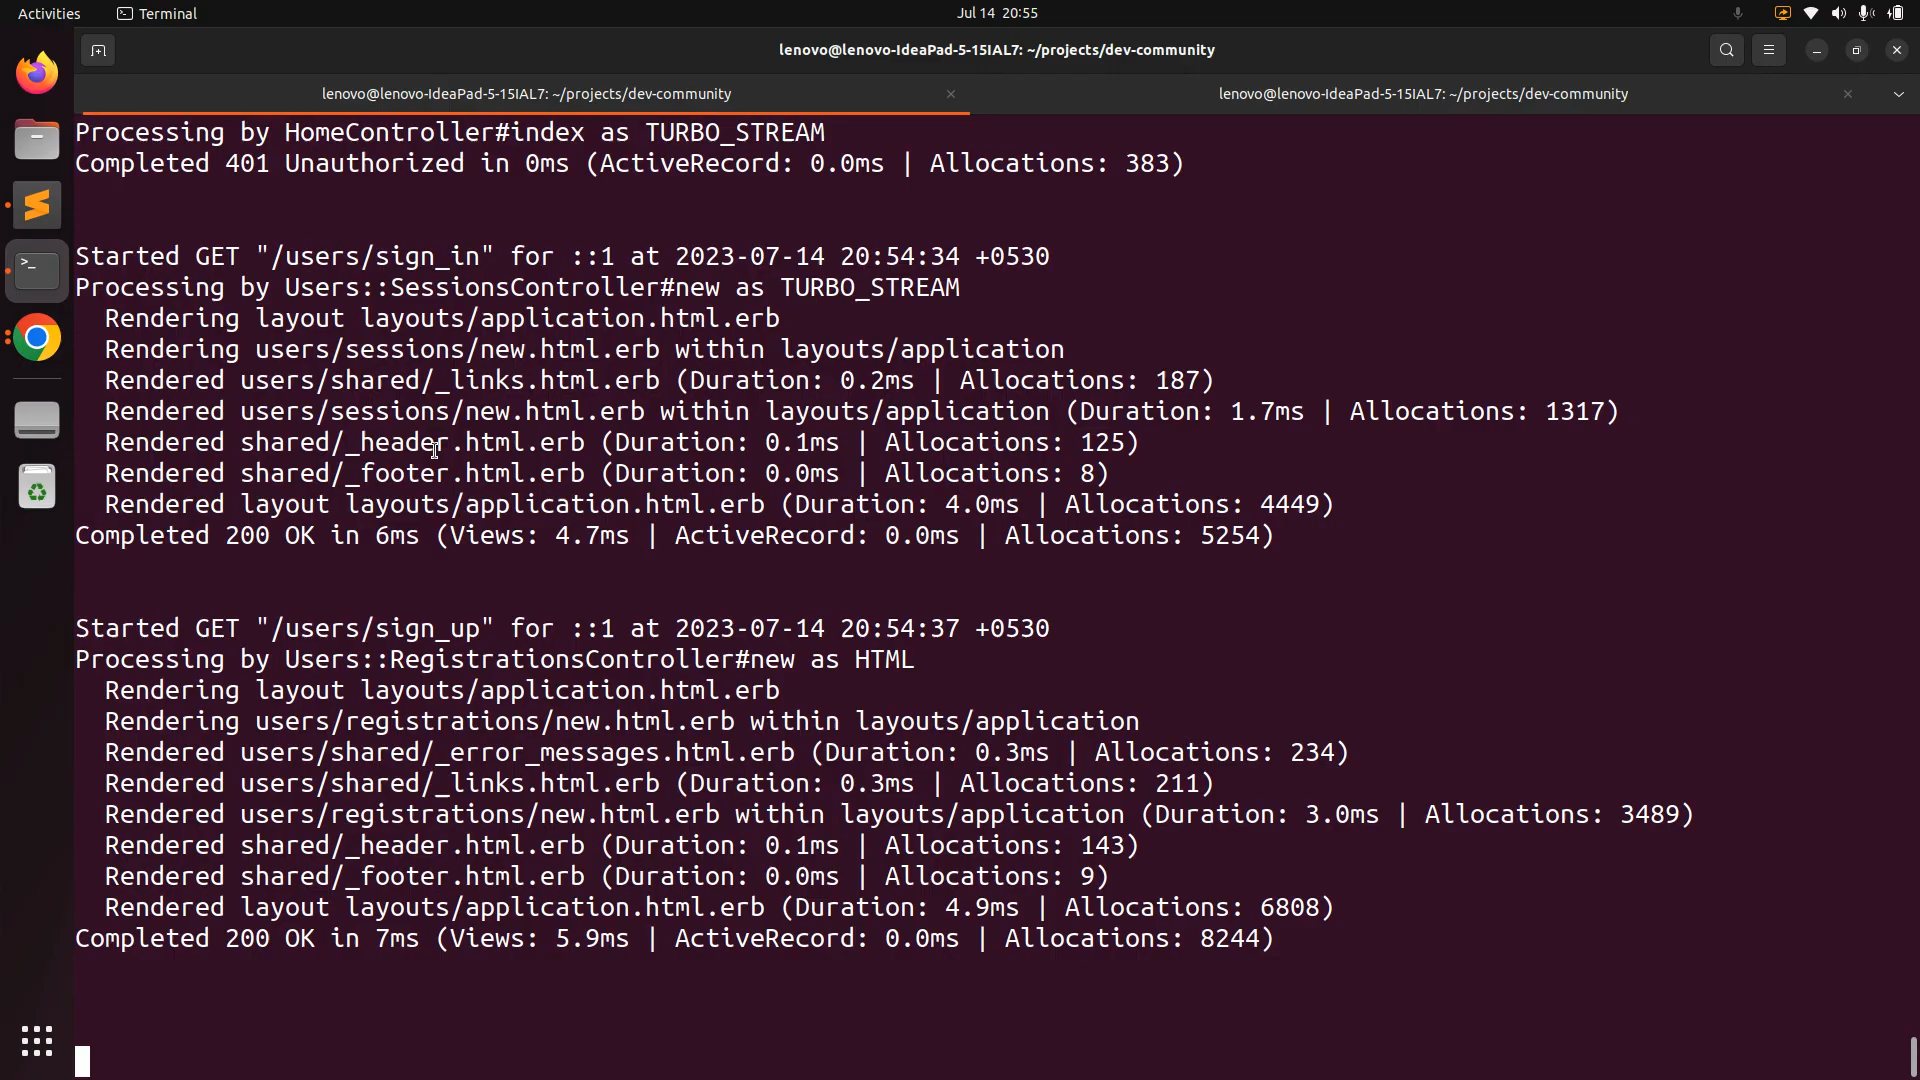 Activities Terminal Jul 14 20:55
lenovo@lenovo-IdeaPad-5-15IAL7: ~/projects/dev-community
lenovo@lenovo-IdeaPad-5-15IAL7: ~/projects/dev-community lenovo@lenovo-IdeaPad-5-15IAL7: ~/projects/dev-community
Processing by HomeController#index as TURBO_STREAM
Completed 401 Unauthorized in 0ms (ActiveRecord: 0.0ms | Allocations: 383)
Started GET "/users/sign_in" for ::1 at 2023-07-14 20:54:34 +0530
Processing by Users::SessionsController#new as TURBO_STREAM
Rendering layout layouts/application.html.erb
Rendering users/sessions/new.html.erb within layouts/application
Rendered users/shared/_links.html.erb (Duration: 0.2ms | Allocations: 187)
Rendered users/sessions/new.html.erb within layouts/application (Duration: 1.7ms | Allocations: 1317)
Rendered shared/_header.html.erb (Duration: 0.1ms | Allocations: 125)
Rendered shared/_footer.html.erb (Duration: 0.0ms | Allocations: 8)
Rendered layout layouts/application.html.erb (Duration: 4.0ms | Allocations: 4449)
Completed 200 OK in 6ms (Views: 4.7ms | ActiveRecord: 0.0ms | Allocations: 5254)
Started GET "/users/sign_up" for ::1 at 2023-07-14 20:54:37 +0530
Processing by Users::RegistrationsController#new as HTML
Rendering layout layouts/application.html.erb
Rendering users/registrations/new.html.erb within layouts/application
Rendered users/shared/_error_messages.html.erb (Duration: 0.3ms | Allocations: 234)
Rendered users/shared/_links.html.erb (Duration: 0.3ms | Allocations: 211)
Rendered users/registrations/new.html.erb within layouts/application (Duration: 3.0ms | Allocations: 3489)
Rendered shared/_header.html.erb (Duration: 0.1ms | Allocations: 143)
Rendered shared/_footer.html.erb (Duration: 0.0ms | Allocations: 9)
Rendered layout layouts/application.html.erb (Duration: 4.9ms | Allocations: 6808)
Completed 200 OK in 7ms (Views: 5.9ms | ActiveRecord: 0.0ms | Allocations: 8244)